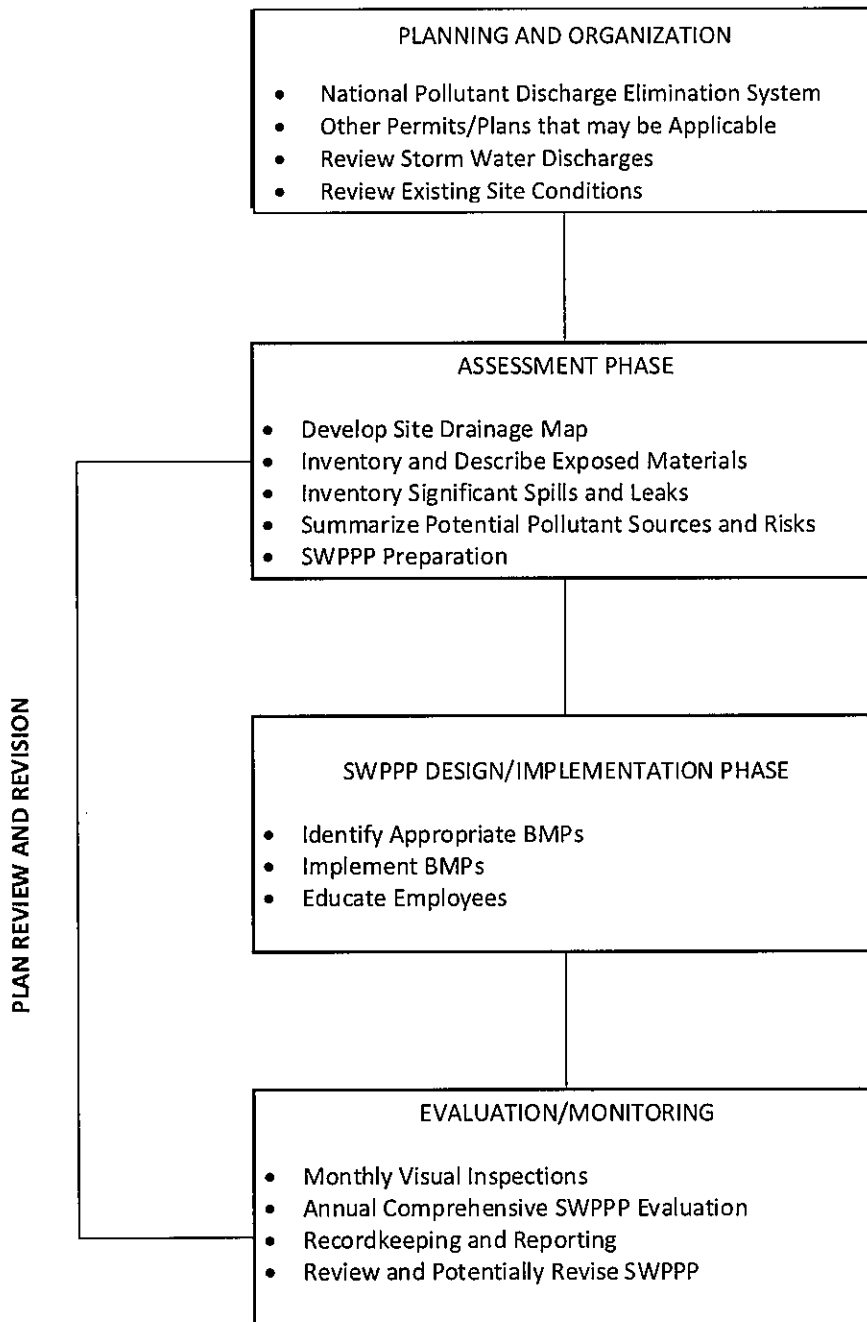 PLANNING AND ORGANIZATION
• National Pollutant Discharge Elimination System
• Other Permits/Plans that may be Applicable
• Review Storm Water Discharges
• Review Existing Site Conditions
ASSESSMENT PHASE
• Develop Site Drainage Map
• Inventory and Describe Exposed Materials
• Inventory Significant Spills and Leaks
• Summarize Potential Pollutant Sources and Risks
• SWPPP Preparation
PLAN REVIEW AND REVISION
SWPPP DESIGN/IMPLEMENTATION PHASE
• Identify Appropriate BMPs
• Implement BMPs
• Educate Employees
EVALUATION/MONITORING
• Monthly Visual Inspections
• Annual Comprehensive SWPPP Evaluation
• Recordkeeping and Reporting
• Review and Potentially Revise SWPPP